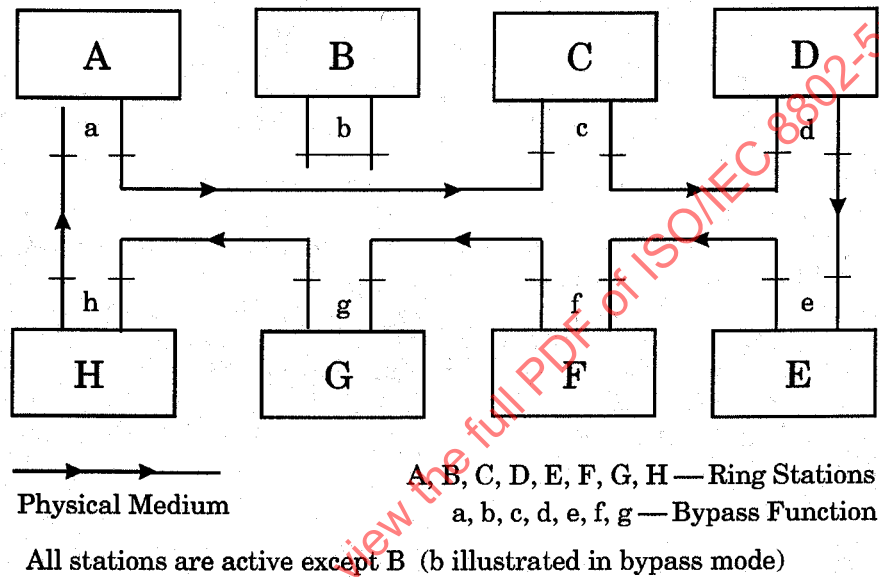 A B C D
a b c d
h g f e
H G F E
Physical Medium
A, B, C, D, E, F, G, H — Ring Stations
a, b, c, d, e, f, g — Bypass Function
All stations are active except B (b illustrated in bypass mode)
view the full PDF of ISO/IEC 8802-5